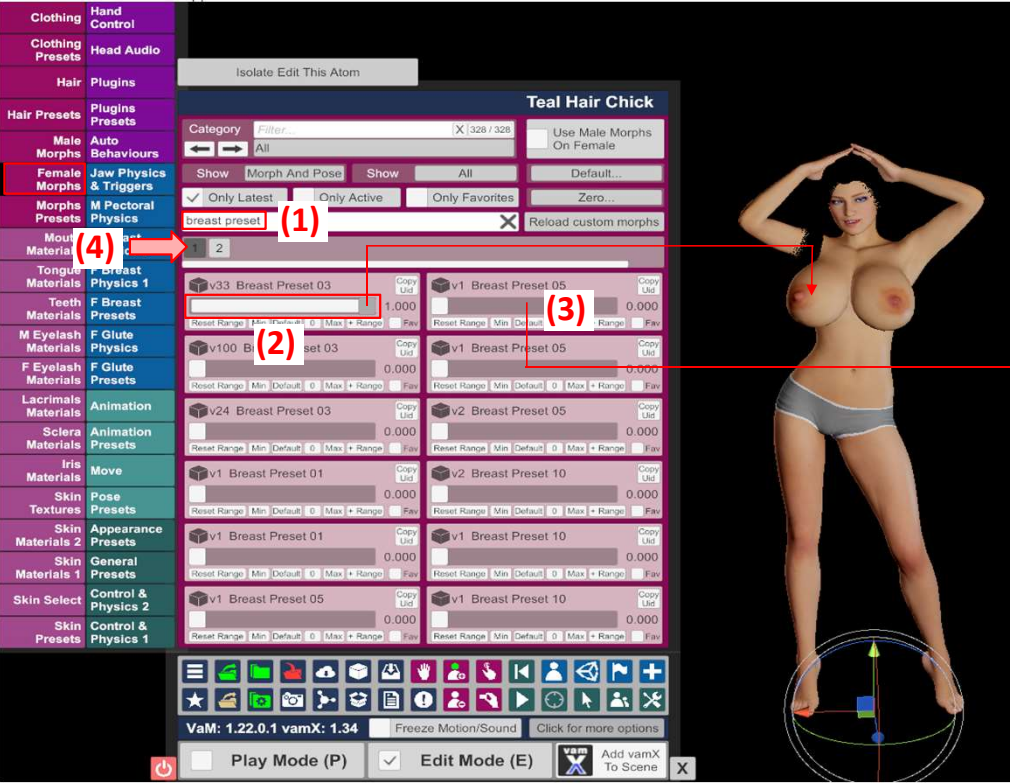 Clothing
Hand Control
Clothing Presets
Head Audio
Hair
Plugins
Hair Presets
Plugins Presets
Male Morphs
Auto Behaviours
Female Morphs
Jaw Physics & Triggers
Morphs Presets
M Pectoral Physics
Tongue Materials
F Breast Physics 1
Teeth Materials
F Breast Presets
M Eyelash Materials
F Glute Physics
F Eyelash Materials
F Glute Presets
Lacrimals Materials
Animation
Sclera Materials
Animation Presets
Iris Materials
Move
Skin Textures
Pose Presets
Skin Materials 2
Appearance Presets
Skin Materials 1
General Presets
Skin Select
Control & Physics 2
Skin Presets
Control & Physics 1
Isolate Edit This Atom
Teal Hair Chick
Category
Filter...
X 328 / 328
All
Use Male Morphs
On Female
Show Morph And Pose Show All Default...
Only Latest Only Active Only Favorites Zero...
breast preset (1) X Reload custom morphs
(4) 1 2
v33 Breast Preset 03 Copy Uid
1.000
Reset Range Min Default 0 Max + Range Fav
v1 Breast Preset 05 Copy Uid
(3) 0.000
Reset Range Min + Range Fav
(2)
v100 set 03 Copy Uid
0.000
Reset Range Min Default 0 Max + Range Fav
v1 Breast Preset 05 Copy Uid
0.000
Reset Range Min Default 0 Max + Range Fav
v24 Breast Preset 03 Copy Uid
0.000
Reset Range Min Default 0 Max + Range Fav
v2 Breast Preset 05 Copy Uid
0.000
Reset Range Min Default 0 Max + Range Fav
v1 Breast Preset 01 Copy Uid
0.000
Reset Range Min Default 0 Max + Range Fav
v2 Breast Preset 10 Copy Uid
0.000
Reset Range Min Default 0 Max + Range Fav
v1 Breast Preset 01 Copy Uid
0.000
Reset Range Min Default 0 Max + Range Fav
v1 Breast Preset 10 Copy Uid
0.000
Reset Range Min Default 0 Max + Range Fav
v1 Breast Preset 05 Copy Uid
0.000
Reset Range Min Default 0 Max + Range Fav
v1 Breast Preset 10 Copy Uid
0.000
Reset Range Min Default 0 Max + Range Fav
VaM: 1.22.0.1 vamX: 1.34 Freeze Motion/Sound Click for more options
Play Mode (P) Edit Mode (E) vam X Add vamX To Scene X